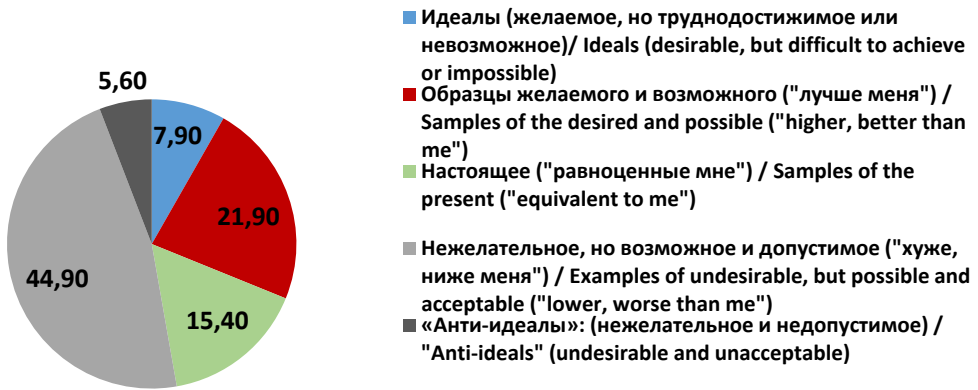 5,60
7,90
21,90
44,90
15,40
Идеалы (желаемое, но труднодостижимое или
невозможное)/ Ideals (desirable, but difficult to achieve
or impossible)
Образцы желаемого и возможного ("лучше меня") /
Samples of the desired and possible ("higher, better than
me")
Настоящее ("равноценные мне") / Samples of the
present ("equivalent to me")
Нежелательное, но возможное и допустимое ("хуже,
ниже меня") / Examples of undesirable, but possible and
acceptable ("lower, worse than me")
«Анти-идеалы»: (нежелательное и недопустимое) /
"Anti-ideals" (undesirable and unacceptable)